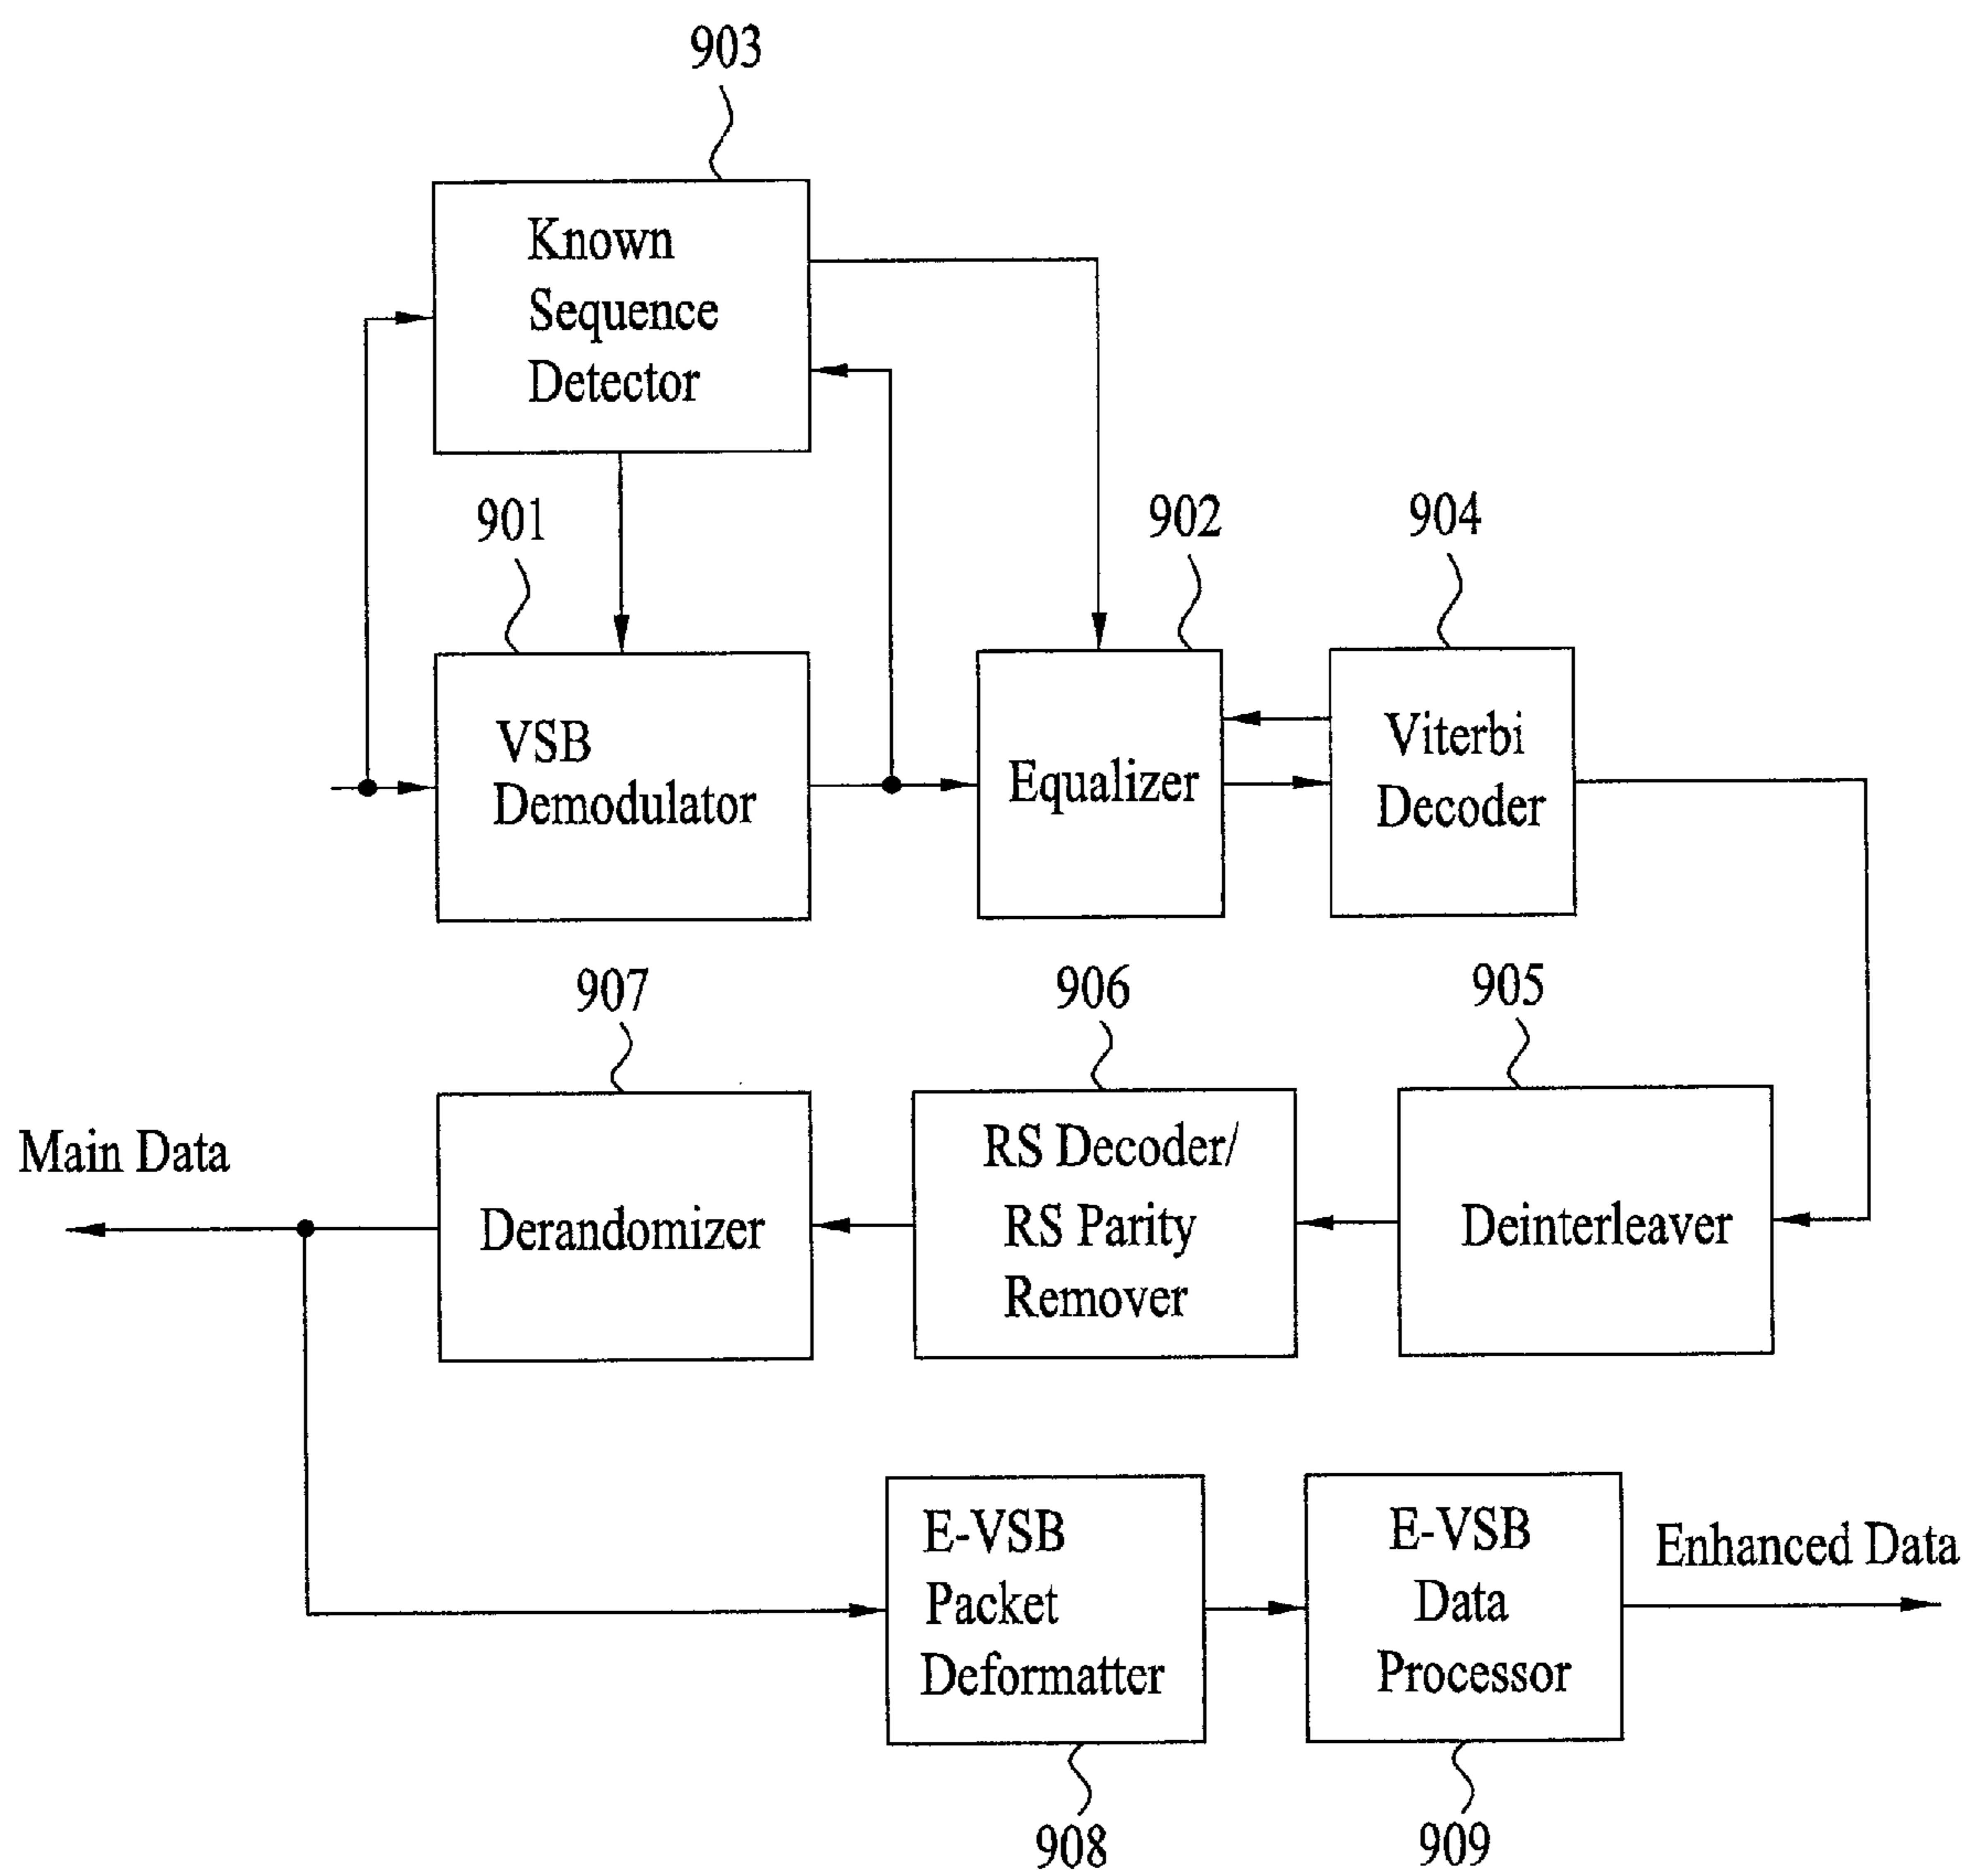 903
Known
Sequence
Detector
901
902
904
VSB
Demodulator
Equalizer
Viterbi
Decoder
907
906
905
Main Data
Derandomizer
RS Decoder/
RS Parity
Remover
Deinterleaver
E-VSB
Packet
Deformatter
E-VSB
Data
Processor
Enhanced Data
908
909